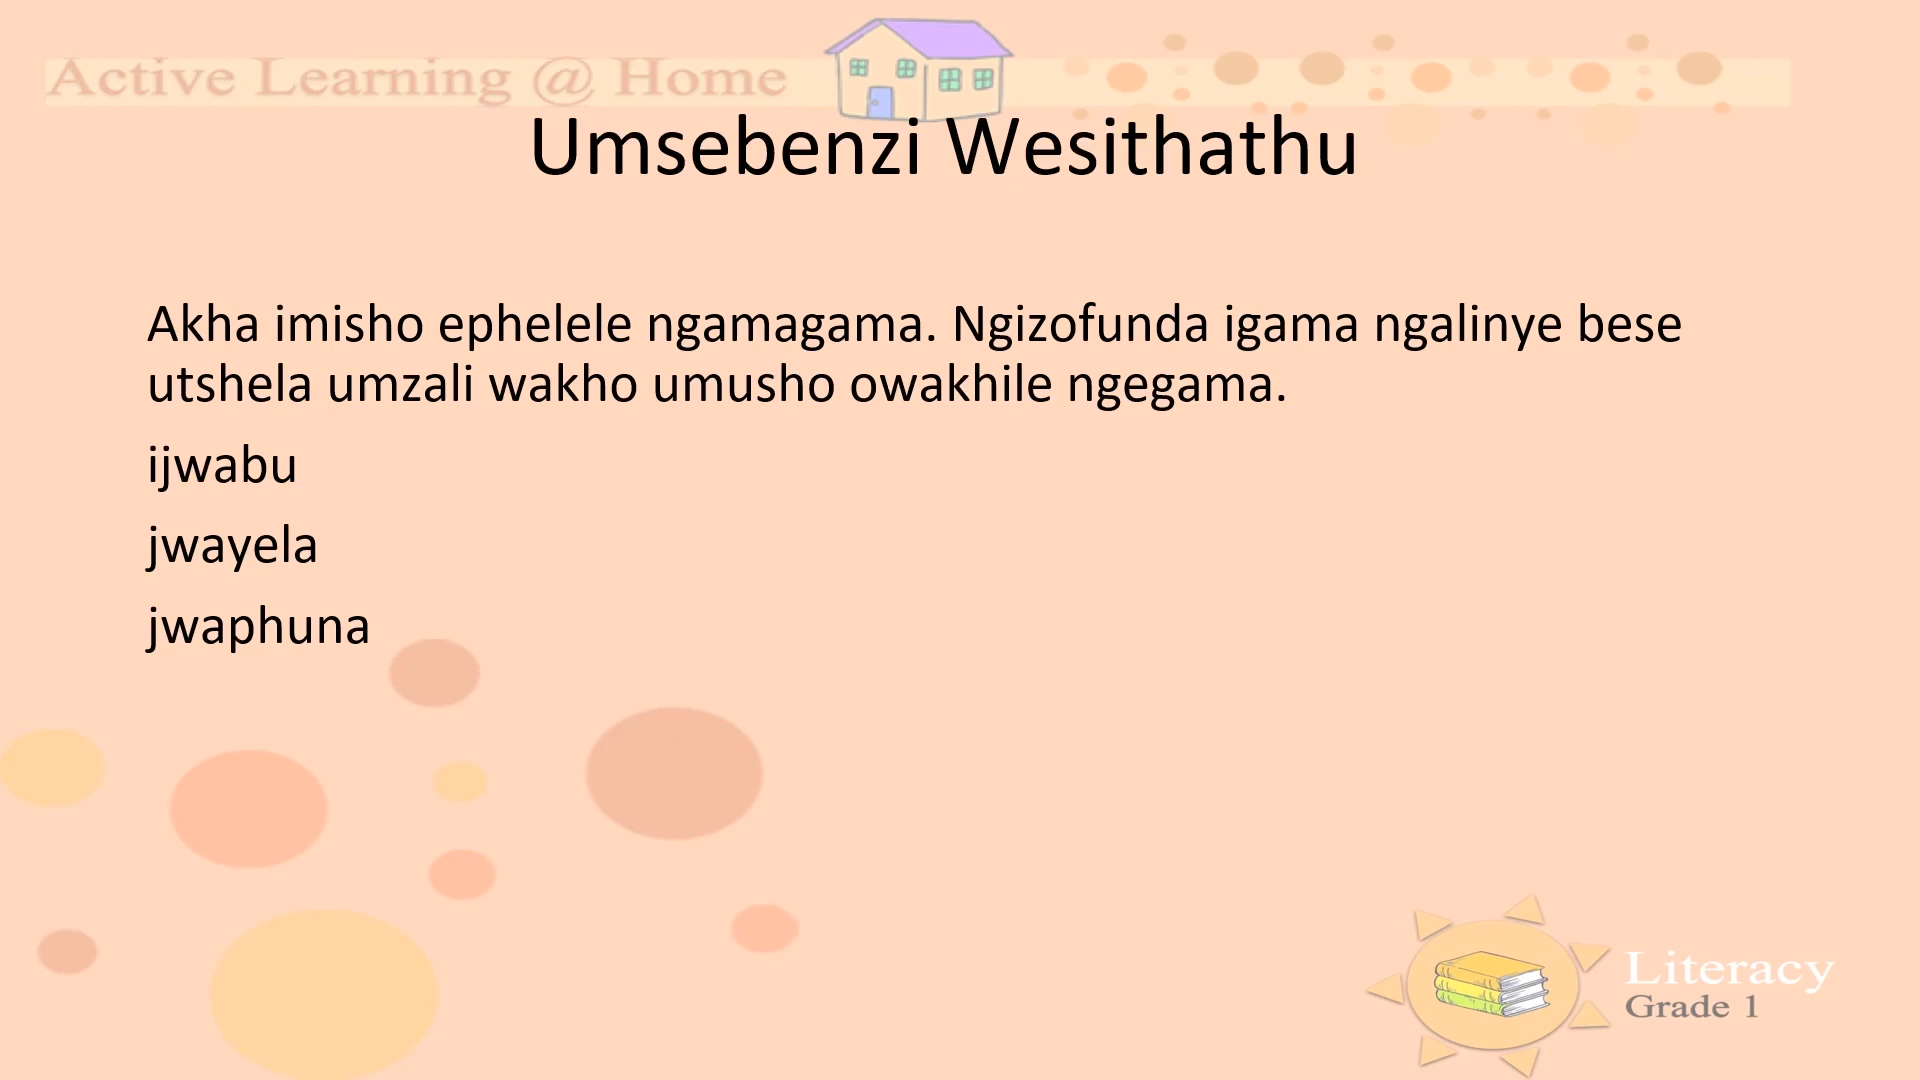 Active Learning @ Home
Umsebenzi Wesithathu
Akha imisho ephelele ngamagama. Ngizofunda igama ngalinye bese
utshela umzali wakho umusho owakhile ngegama.
ijwabu
jwayela
jwaphuna
Literacy
Grade 1